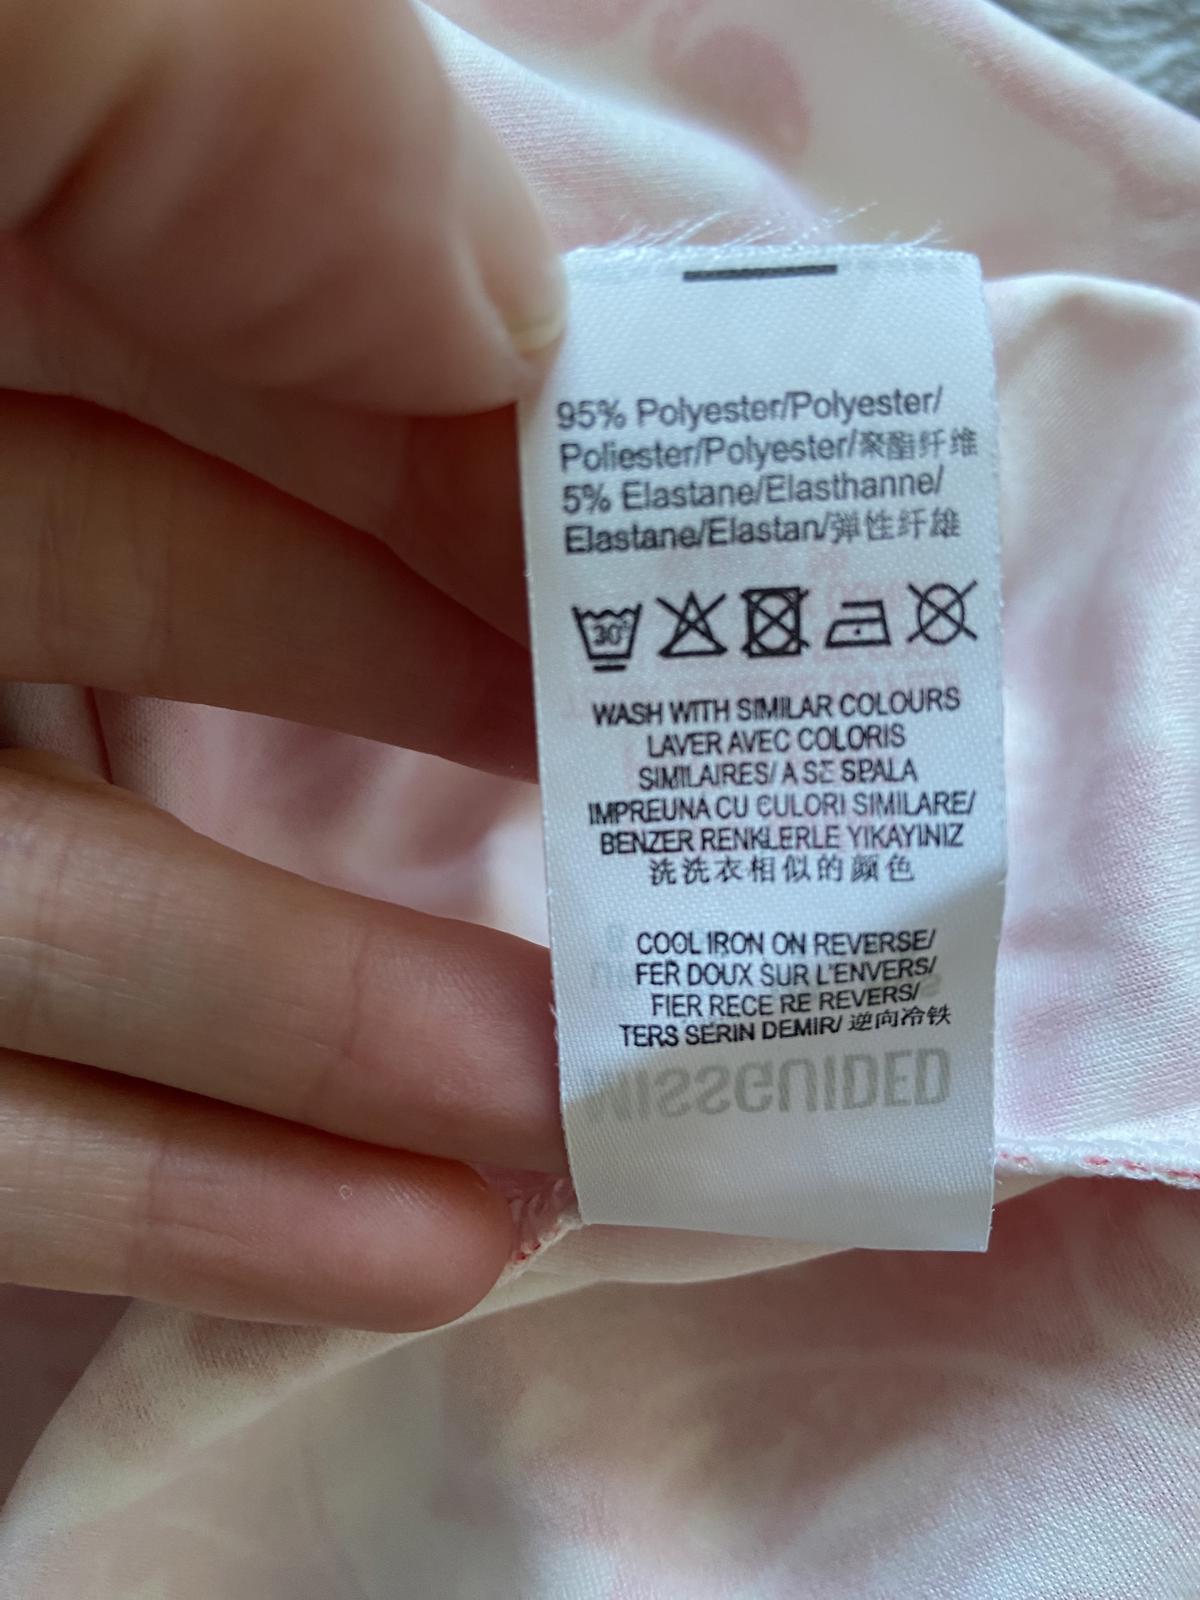 95% Polyester/Polyester/
Poliester/Polyester/聚酯纤维
5% Elastane/Elasthanne/
Elastane/Elastan/弹性纤雄
30°
WASH WITH SIMILAR COLOURS
LAVER AVEC COLORIS
SIMILAIRES/ A SE SPALA
IMPREUNA CU CULORI SIMILARE/
BENZER RENKLERLE YIKAYINIZ
洗洗衣相似的颜色
COOL IRON ON REVERSE/
FER DOUX SUR L'ENVERS/
FIER RECE RE REVERS/
TERS SERIN DEMIR/ 逆向冷铁
MISSGUIDED